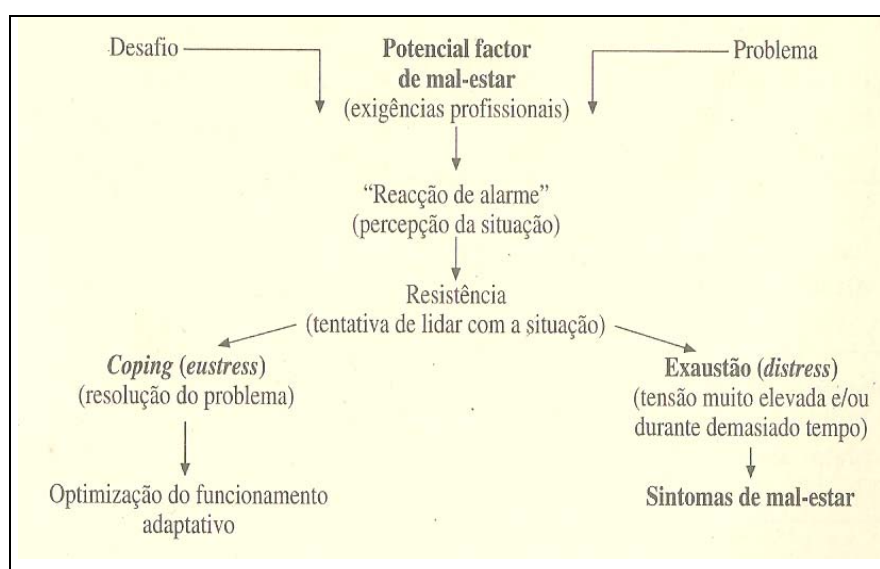 Desafio
Potencial factor
de mal-estar
(exigências profissionais)
Problema
“Reacção de alarme”
(percepção da situação)
Resistência
(tentativa de lidar com a situação)
Coping (eustress)
(resolução do problema)
Exaustão (distress)
(tensão muito elevada e/ou
durante demasiado tempo)
Optimização do funcionamento
adaptativo
Sintomas de mal-estar